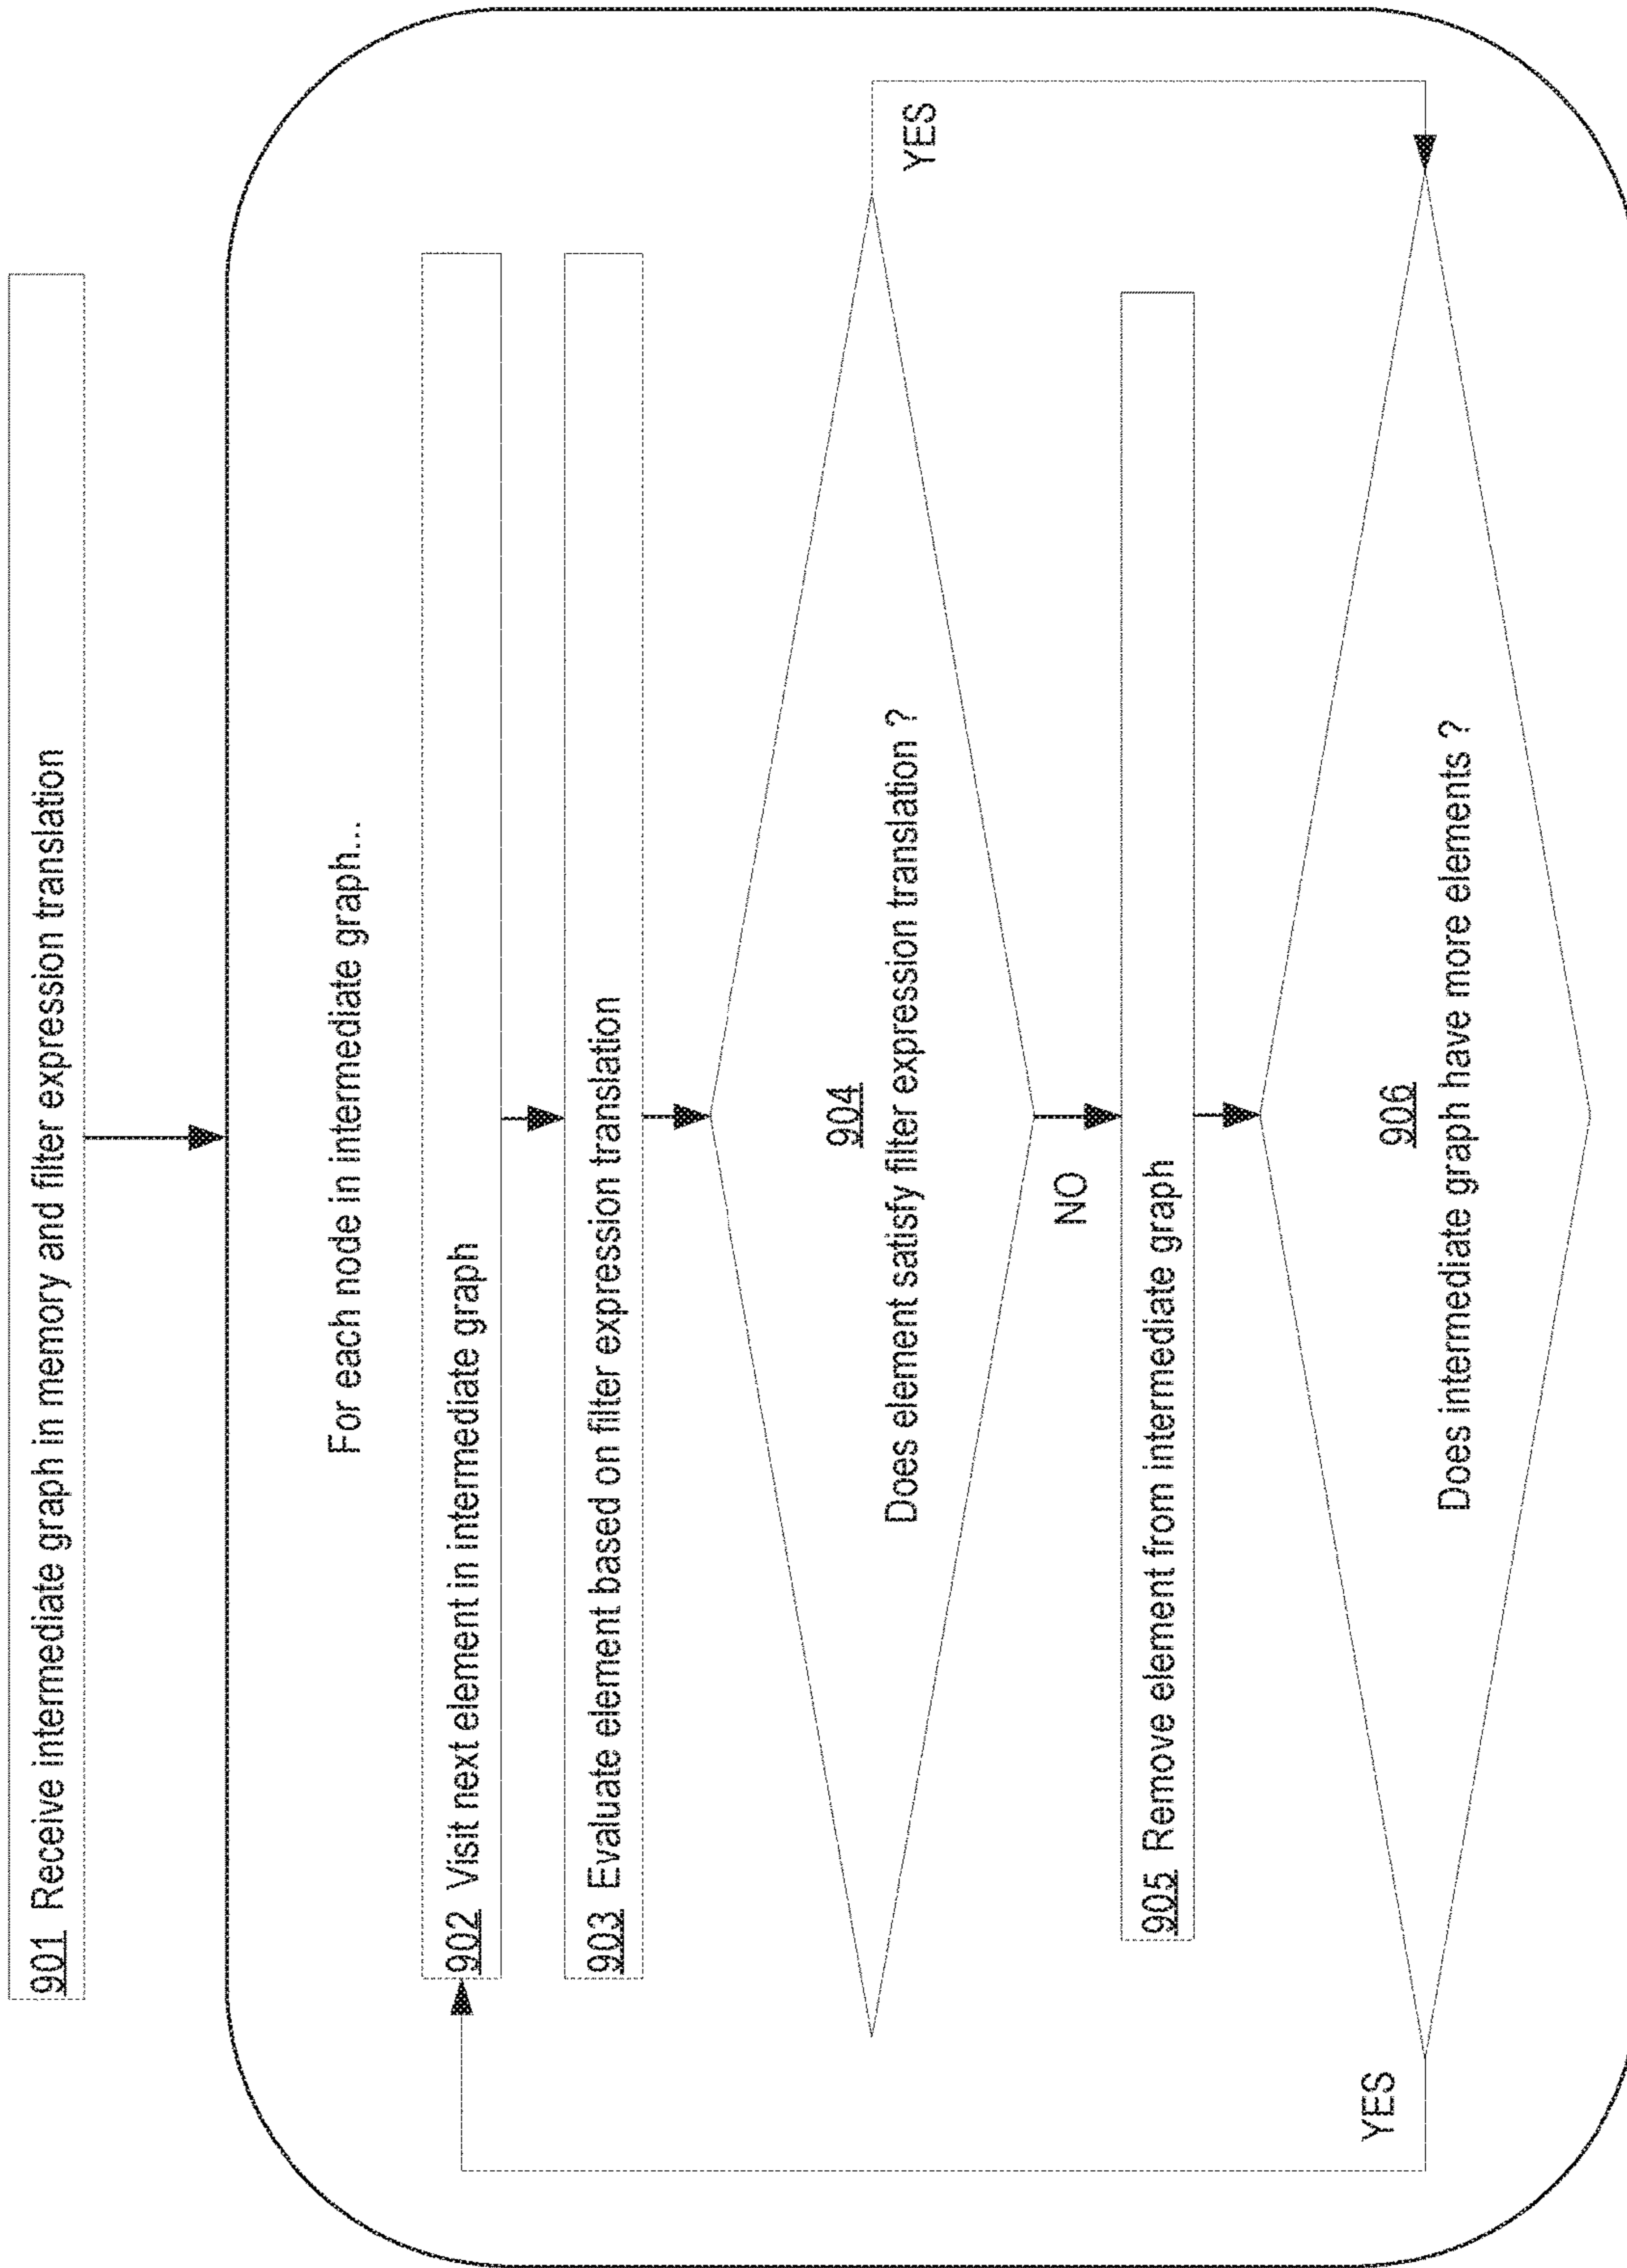 901 Receive intermediate graph in memory and filter expression translation
For each node in intermediate graph...
902 Visit next element in intermediate graph
903 Evaluate element based on filter expression translation
904
Does element satisfy filter expression translation ?
YES
NO
905 Remove element from intermediate graph
906
Does intermediate graph have more elements ?
YES